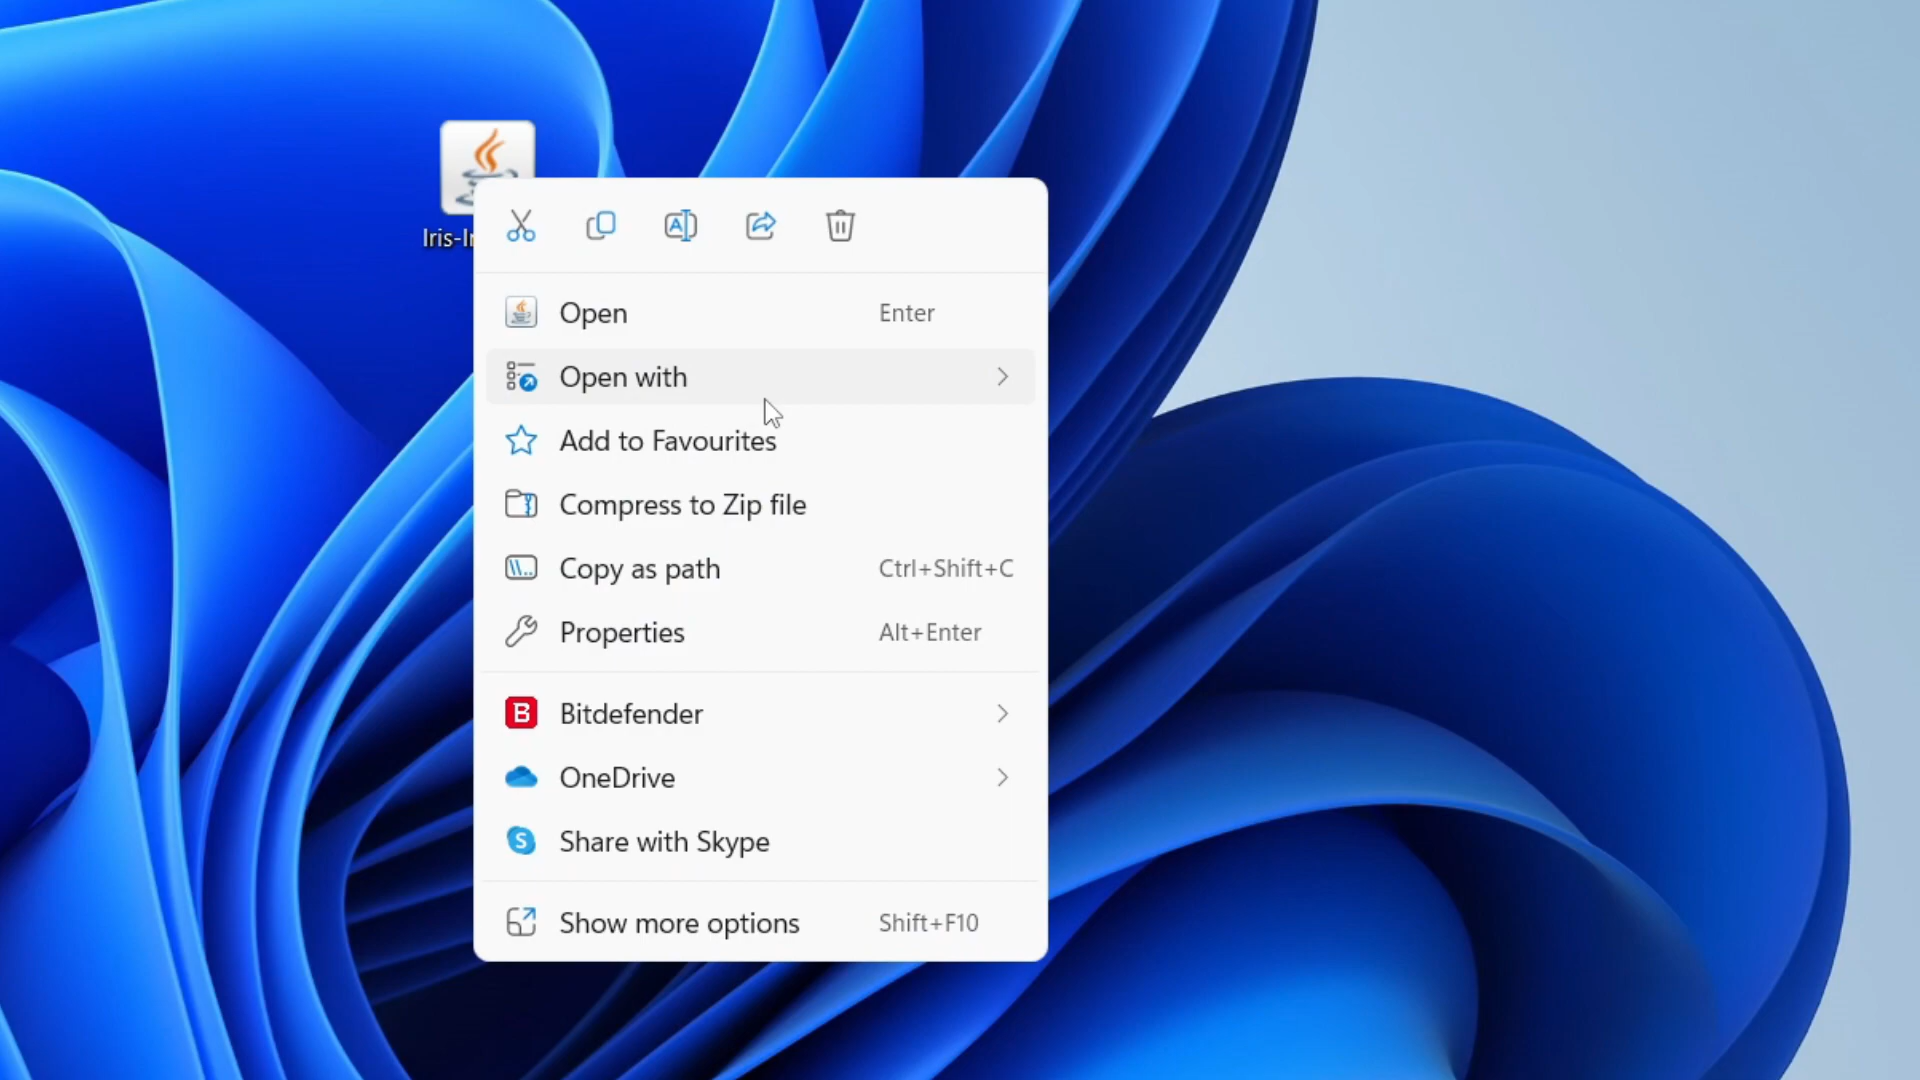 Iris-I
Open Enter
Open with
Add to Favourites
Compress to Zip file
Copy as path Ctrl+Shift+C
Properties Alt+Enter
B Bitdefender
OneDrive
S Share with Skype
Show more options Shift+F10